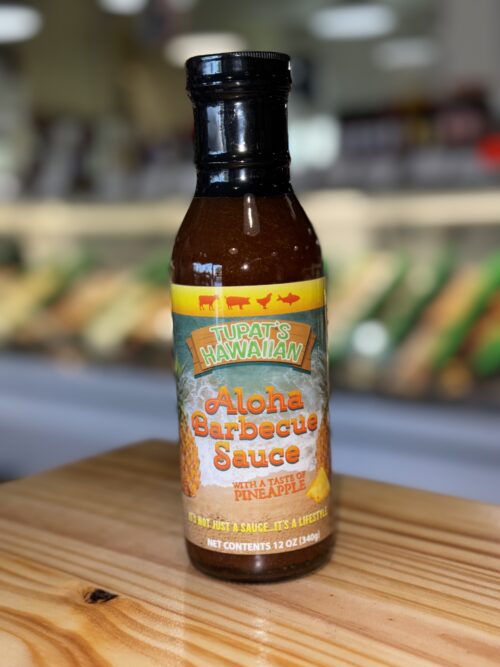 TUPAT'S
HAWAIIAN
Aloha
Barbecue
Sauce
WITH A TASTE OF
PINEAPPLE
IT'S NOT JUST A SAUCE...IT'S A LIFESTYLE
NET CONTENTS 12 OZ (340g)